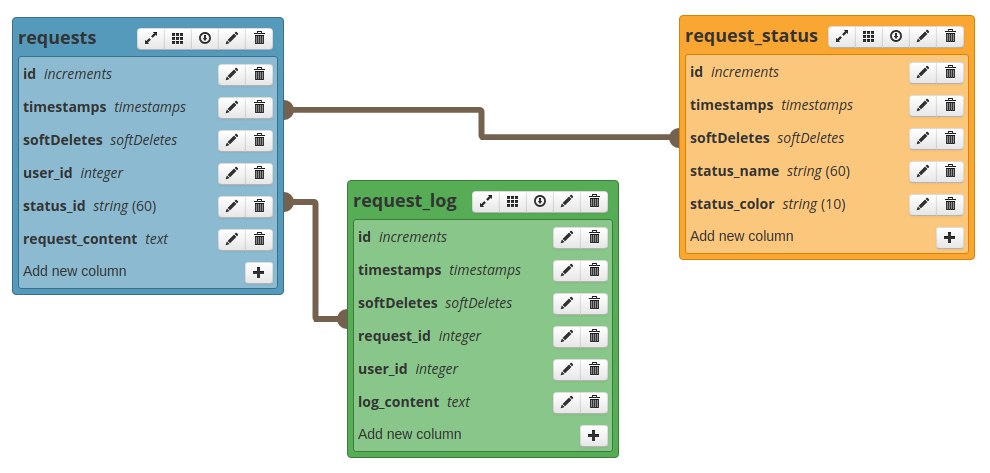 requests
id increments
timestamps timestamps
softDeletes softDeletes
user_id integer
status_id string (60)
request_content text
Add new column
request_log
id increments
timestamps timestamps
softDeletes softDeletes
request_id integer
user_id integer
log_content text
Add new column
request_status
id increments
timestamps timestamps
softDeletes softDeletes
status_name string (60)
status_color string (10)
Add new column